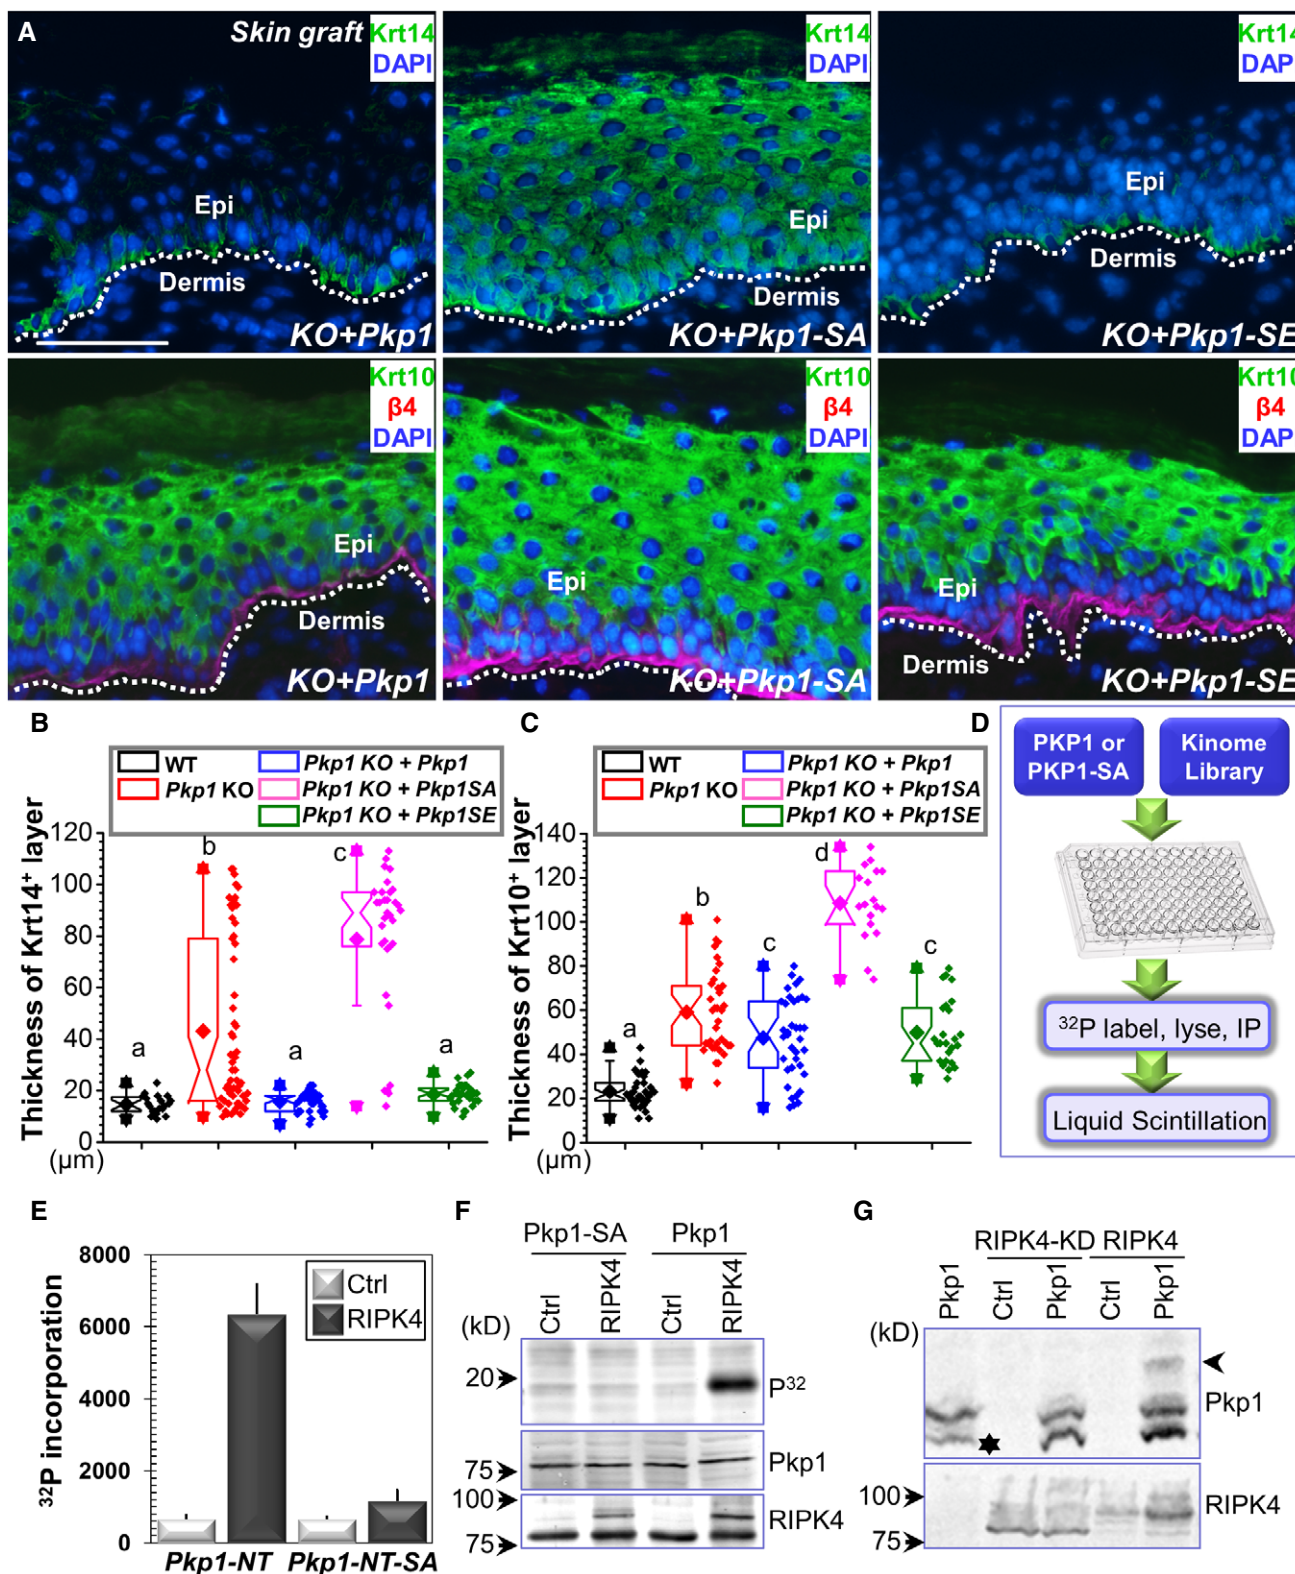 A
Skin graft
Krt14
DAPI
Epi
Dermis
KO+Pkp1
Krt14
DAPI
Epi
Dermis
KO+Pkp1-SA
Krt14
DAPI
Epi
Dermis
KO+Pkp1-SE
Krt10
β4
DAPI
Epi
Dermis
KO+Pkp1
Krt10
β4
DAPI
Epi
KO+Pkp1-SA
Krt10
β4
DAPI
Epi
Dermis
KO+Pkp1-SE
B
WT
Pkp1 KO
Pkp1 KO + Pkp1
Pkp1 KO + Pkp1SA
Pkp1 KO + Pkp1SE
Thickness of Krt14⁺ layer
(µm)
120
100
80
60
40
20
0
a
b
a
c
a
C
WT
Pkp1 KO
Pkp1 KO + Pkp1
Pkp1 KO + Pkp1SA
Pkp1 KO + Pkp1SE
Thickness of Krt10⁺ layer
(µm)
140
120
100
80
60
40
20
0
a
b
c
d
c
D
PKP1 or
PKP1-SA
Kinome
Library
³²P label, lyse, IP
Liquid Scintillation
E
³²P incorporation
8000
6000
4000
2000
0
Ctrl
RIPK4
Pkp1-NT
Pkp1-NT-SA
F
Pkp1-SA
Pkp1
Ctrl
RIPK4
Ctrl
RIPK4
(kD)
20
P³²
75
Pkp1
100
75
RIPK4
G
RIPK4-KD
RIPK4
Pkp1
Ctrl
Pkp1
Ctrl
Pkp1
(kD)
Pkp1
100
75
RIPK4